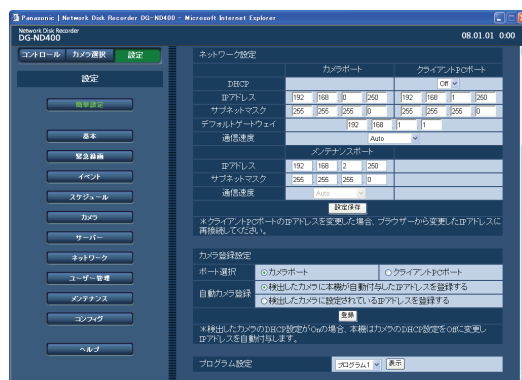 Panasonic | Network Disk Recorder DG-ND400 - Microsoft Internet Explorer
Network Disk Recorder
DG-ND400
08.01.01 0:00
コントロール カメラ選択 設定
設定
簡単設定
基本
緊急録画
イベント
スケジュール
カメラ
サーバー
ネットワーク
ユーザー管理
メンテナンス
コンフィグ
ヘルプ
ネットワーク設定
カメラポート クライアントPCポート
DHCP Off
IPアドレス 192 168 0 250 192 168 1 250
サブネットマスク 255 255 255 0 255 255 255 0
デフォルトゲートウェイ 192 168 1 1
通信速度 Auto
メンテナンスポート
IPアドレス 192 168 2 250
サブネットマスク 255 255 255 0
通信速度 Auto
設定保存
※クライアントPCポートのIPアドレスを変更した場合、ブラウザーから変更したIPアドレスに
再接続してください。
カメラ登録設定
ポート選択 カメラポート クライアントPCポート
自動カメラ登録 検出したカメラに本機が自動付与したIPアドレスを登録する
検出したカメラに設定されているIPアドレスを登録する
登録
※検出したカメラのDHCP設定がOnの場合、本機はカメラのDHCP設定をOffに変更し
IPアドレスを自動付与します。
プログラム設定 プログラム1 表示